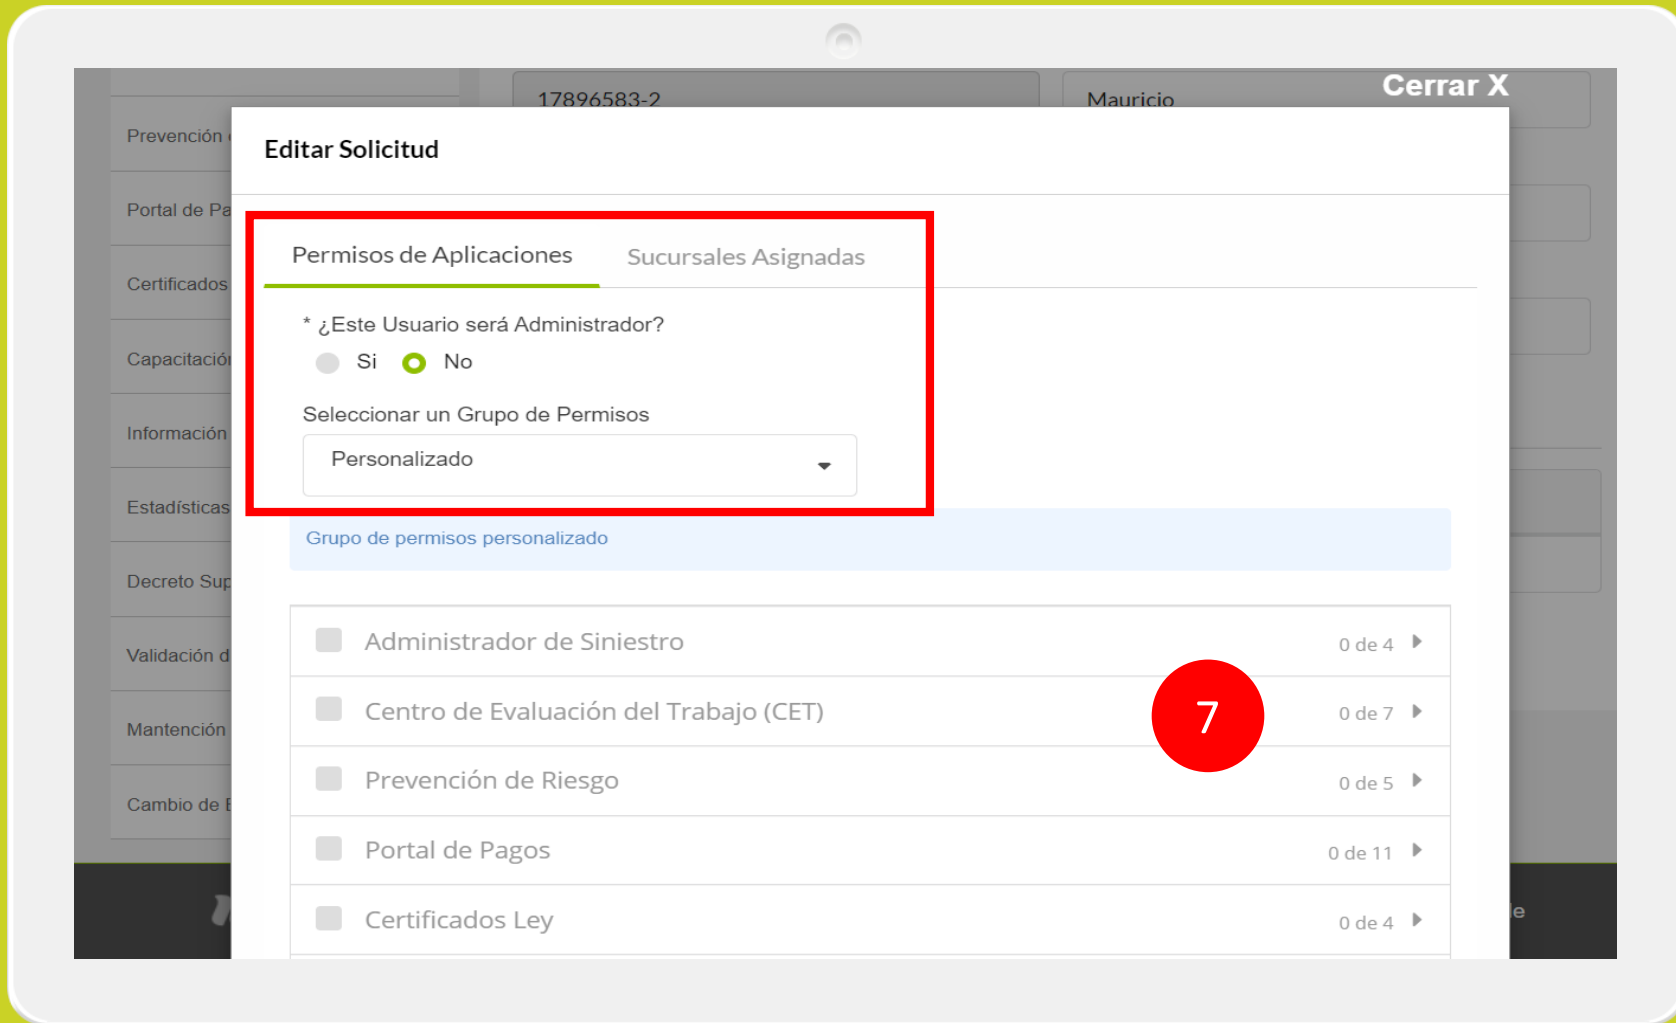 17896583-2
Mauricio
Cerrar X
Prevención
Editar Solicitud
Portal de Pa
Permisos de Aplicaciones
Sucursales Asignadas
Certificados
* ¿Este Usuario será Administrador?
Si No
Capacitación
Seleccionar un Grupo de Permisos
Información
Personalizado
Estadísticas
Grupo de permisos personalizado
Decreto Sup
Administrador de Siniestro 0 de 4
Validación d
Centro de Evaluación del Trabajo (CET) 0 de 7
7
Mantención
Prevención de Riesgo 0 de 5
Cambio de E
Portal de Pagos 0 de 11
Certificados Ley 0 de 4
le